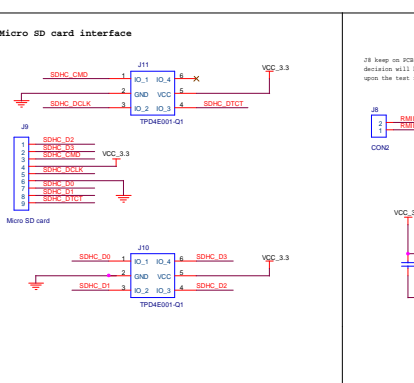 Micro SD card interface
J11
SDHC_CMD 1 IO_1 IO_4 6
VCC_3.3
2 GND VCC 5
SDHC_DCLK 3 IO_2 IO_3 4 SDHC_DTCT
TPD4E001-Q1
J9
1 SDHC_D2
2 SDHC_D3
3 SDHC_CMD
VCC_3.3
4
5 SDHC_DCLK
6
7 SDHC_D0
8 SDHC_D1
9 SDHC_DTCT
Micro SD card
J10
SDHC_D0 1 IO_1 IO_4 6 SDHC_D3
VCC_3.3
2 GND VCC 5
SDHC_D1 3 IO_2 IO_3 4 SDHC_D2
TPD4E001-Q1
J8 keep on PCB
decision will
upon the test
J8
2 RMI
1 RMI
CON2
VCC_3